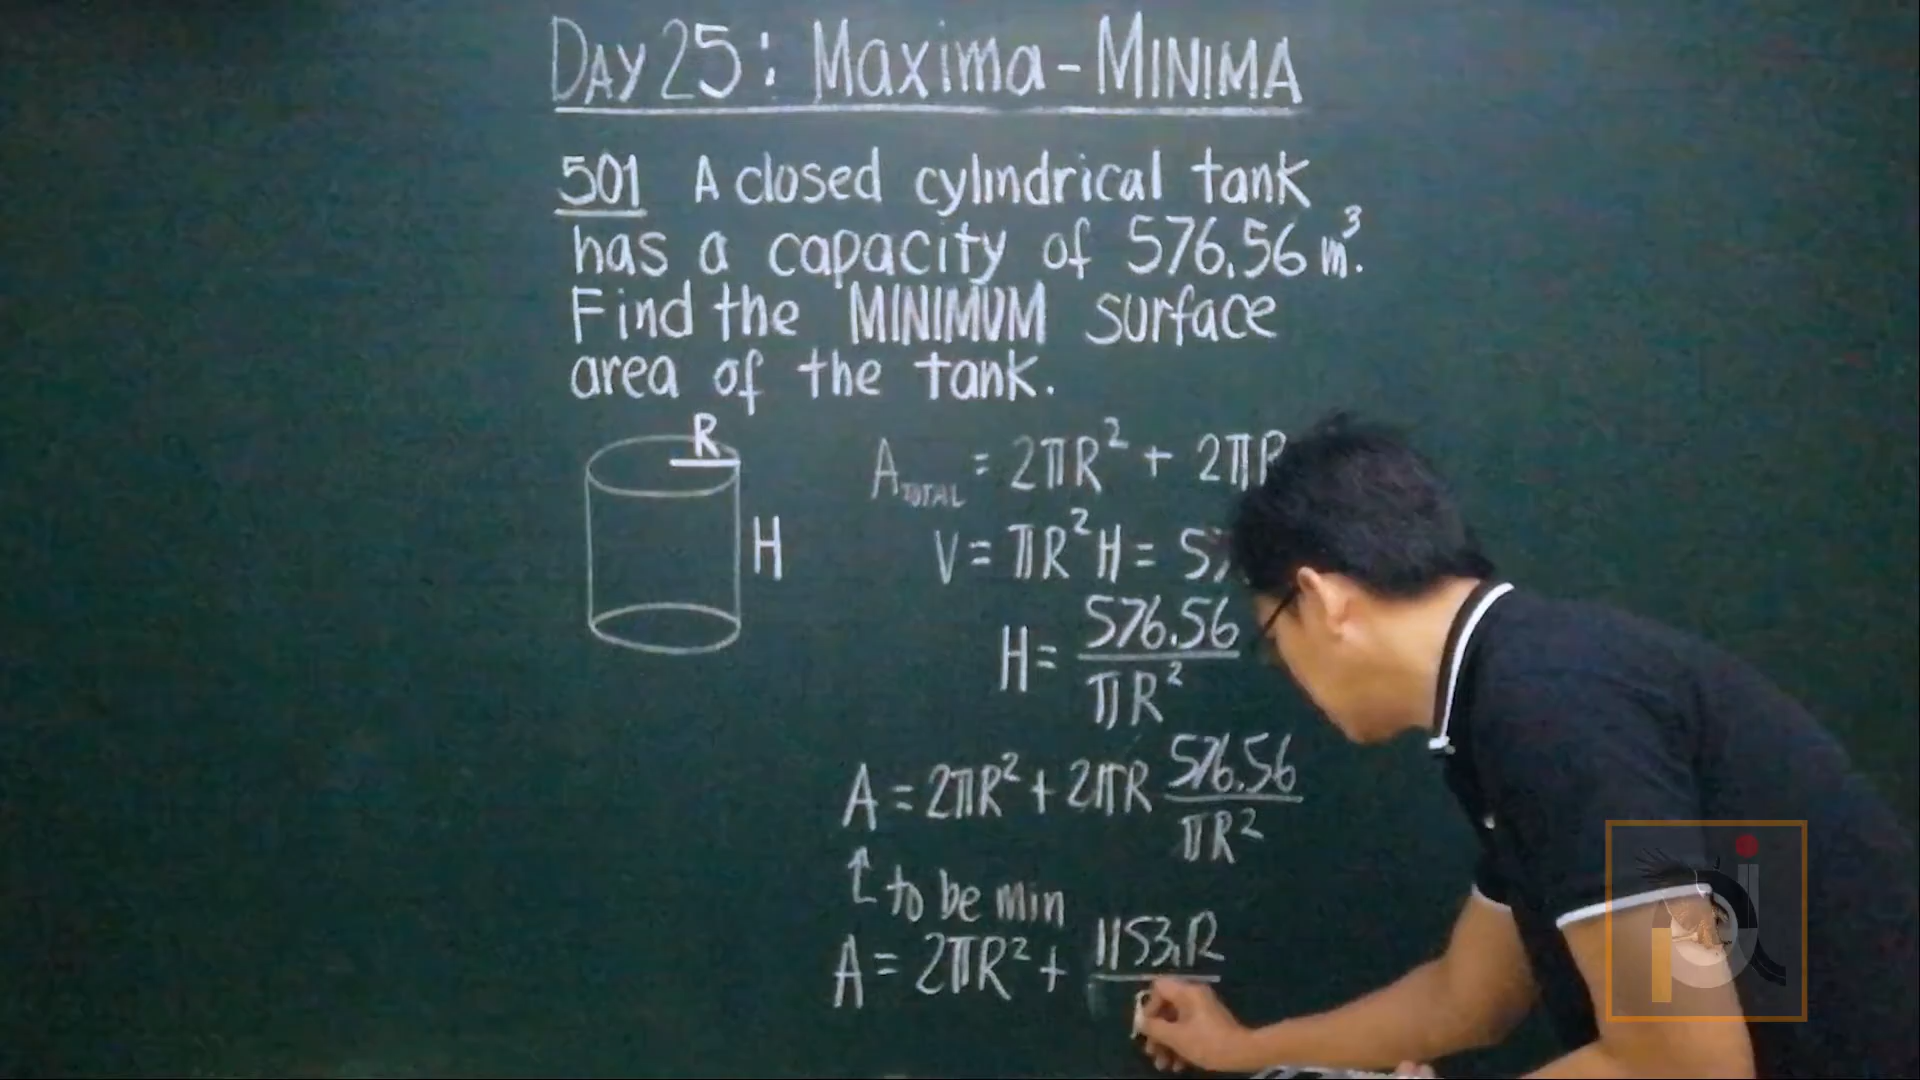 DAY 25: Maxima - MINIMA
501 A closed cylindrical tank
has a capacity of 576.56 m³.
Find the MINIMUM surface
area of the tank.
R
H
A_TOTAL = 2πR² + 2πR
V = πR²H = 57
H = 576.56 / πR²
A = 2πR² + 2πR 576.56 / πR²
to be min
A = 2πR² + 1153.12